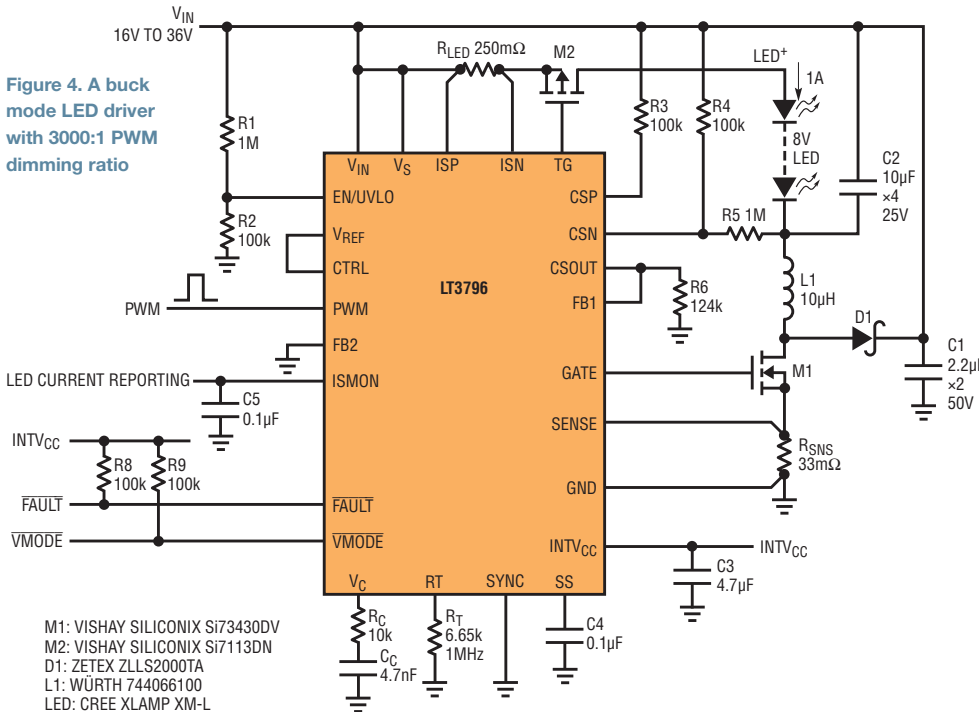 Figure 4. A buck
mode LED driver
with 3000:1 PWM
dimming ratio
VIN
16V TO 36V
R1
1M
R2
100k
RLED 250mΩ
M2
LED+
1A
R3
100k
R4
100k
8V
LED
C2
10µF
×4
25V
R5 1M
L1
10µH
D1
C1
2.2µ
×2
50V
M1
RSNS
33mΩ
R6
124k
VIN
VS
ISP
ISN
TG
EN/UVLO
VREF
CTRL
PWM
FB2
ISMON
FAULT
VMODE
LT3796
CSP
CSN
CSOUT
FB1
GATE
SENSE
GND
INTVCC
VC
RT
SYNC
SS
PWM
LED CURRENT REPORTING
C5
0.1µF
INTVCC
R8
100k
R9
100k
FAULT
VMODE
INTVCC
C3
4.7µF
RC
10k
CC
4.7nF
RT
6.65k
1MHz
C4
0.1µF
M1: VISHAY SILICONIX Si73430DV
M2: VISHAY SILICONIX Si7113DN
D1: ZETEX ZLLS2000TA
L1: WÜRTH 744066100
LED: CREE XLAMP XM-L